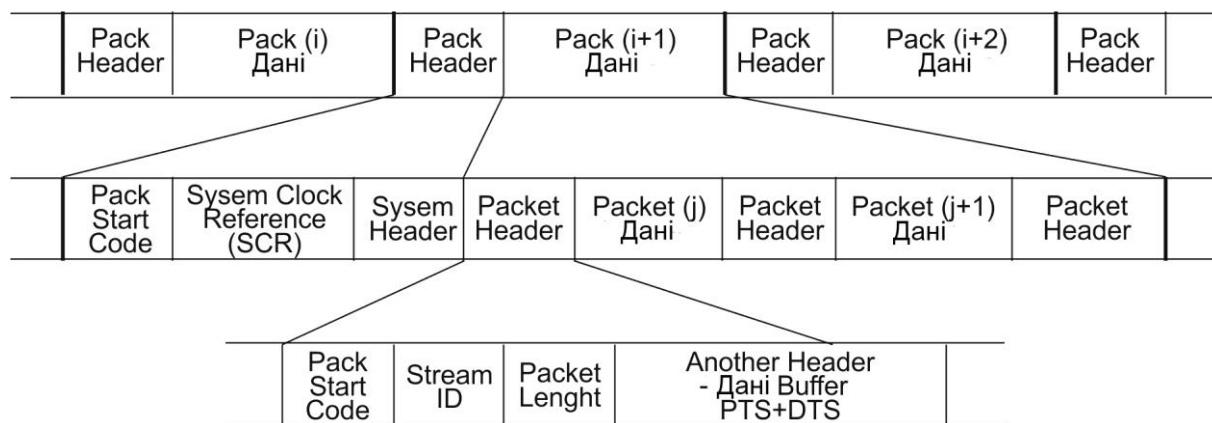 Pack
Header
Pack (i)
Дані
Pack
Header
Pack (i+1)
Дані
Pack
Header
Pack (i+2)
Дані
Pack
Header
Pack
Start
Code
Sysem Clock
Reference
(SCR)
Sysem
Header
Packet
Header
Packet (j)
Дані
Packet
Header
Packet (j+1)
Дані
Packet
Header
Pack
Start
Code
Stream
ID
Packet
Lenght
Another Header
- Дані Buffer
PTS+DTS